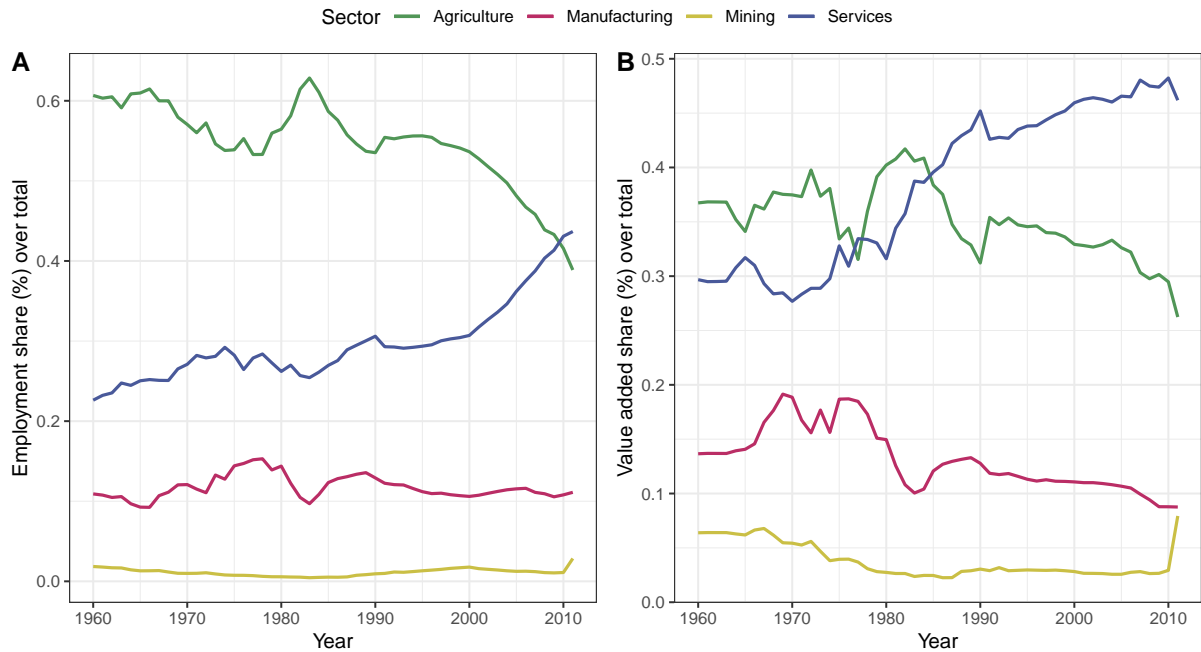 Sector Agriculture Manufacturing Mining Services
A
Employment share (%) over total
0.6
0.4
0.2
0.0
1960 1970 1980 1990 2000 2010
Year
B
Value added share (%) over total
0.5
0.4
0.3
0.2
0.1
0.0
1960 1970 1980 1990 2000 2010
Year